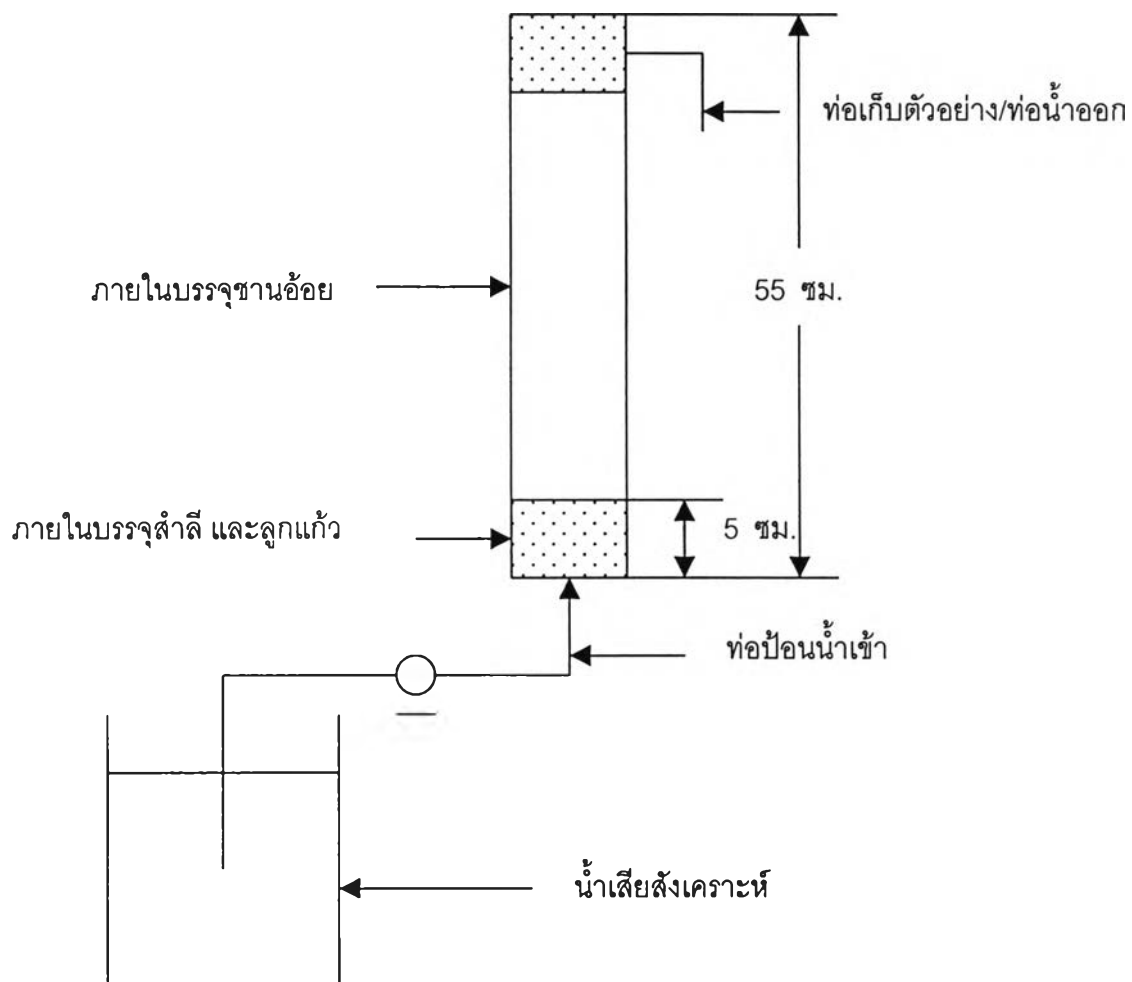 ท่อเก็บตัวอย่าง/ท่อน้ำออก
ภายในบรรจุชานอ้อย
55 ซม.
ภายในบรรจุสำลี และลูกแก้ว
5 ซม.
ท่อป้อนน้ำเข้า
น้ำเสียสังเคราะห์